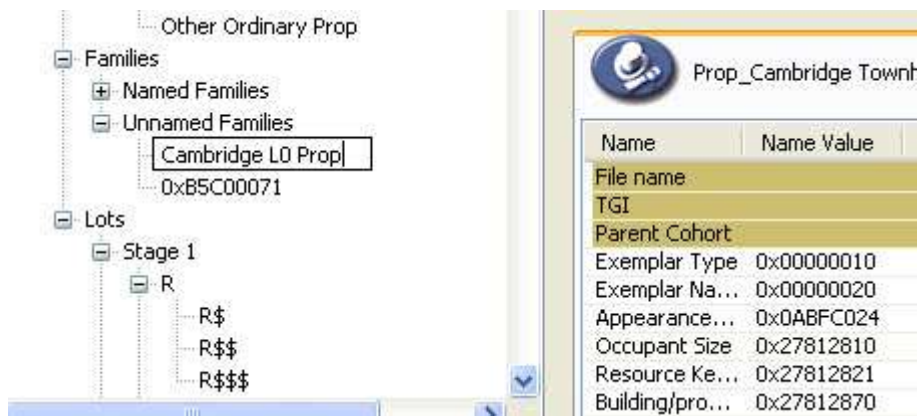 Other Ordinary Prop
Families
Named Families
Unnamed Families
Cambridge L0 Prop
0xB5C00071
Lots
Stage 1
R
R$
R$$
R$$$
Prop_Cambridge Townh
Name Name Value
File name
TGI
Parent Cohort
Exemplar Type 0x00000010
Exemplar Na... 0x00000020
Appearance... 0x0ABFC024
Occupant Size 0x27812810
Resource Ke... 0x27812821
Building/pro... 0x27812870